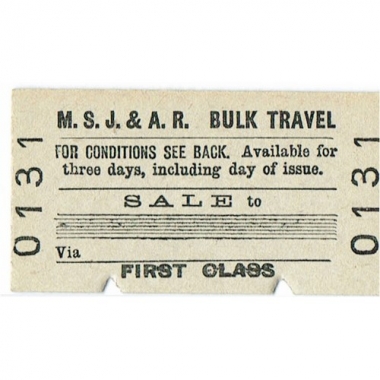 M. S. J. & A. R. BULK TRAVEL
FOR CONDITIONS SEE BACK. Available for
three days, including day of issue.
SALE to
Via
FIRST CLASS
0131
0131